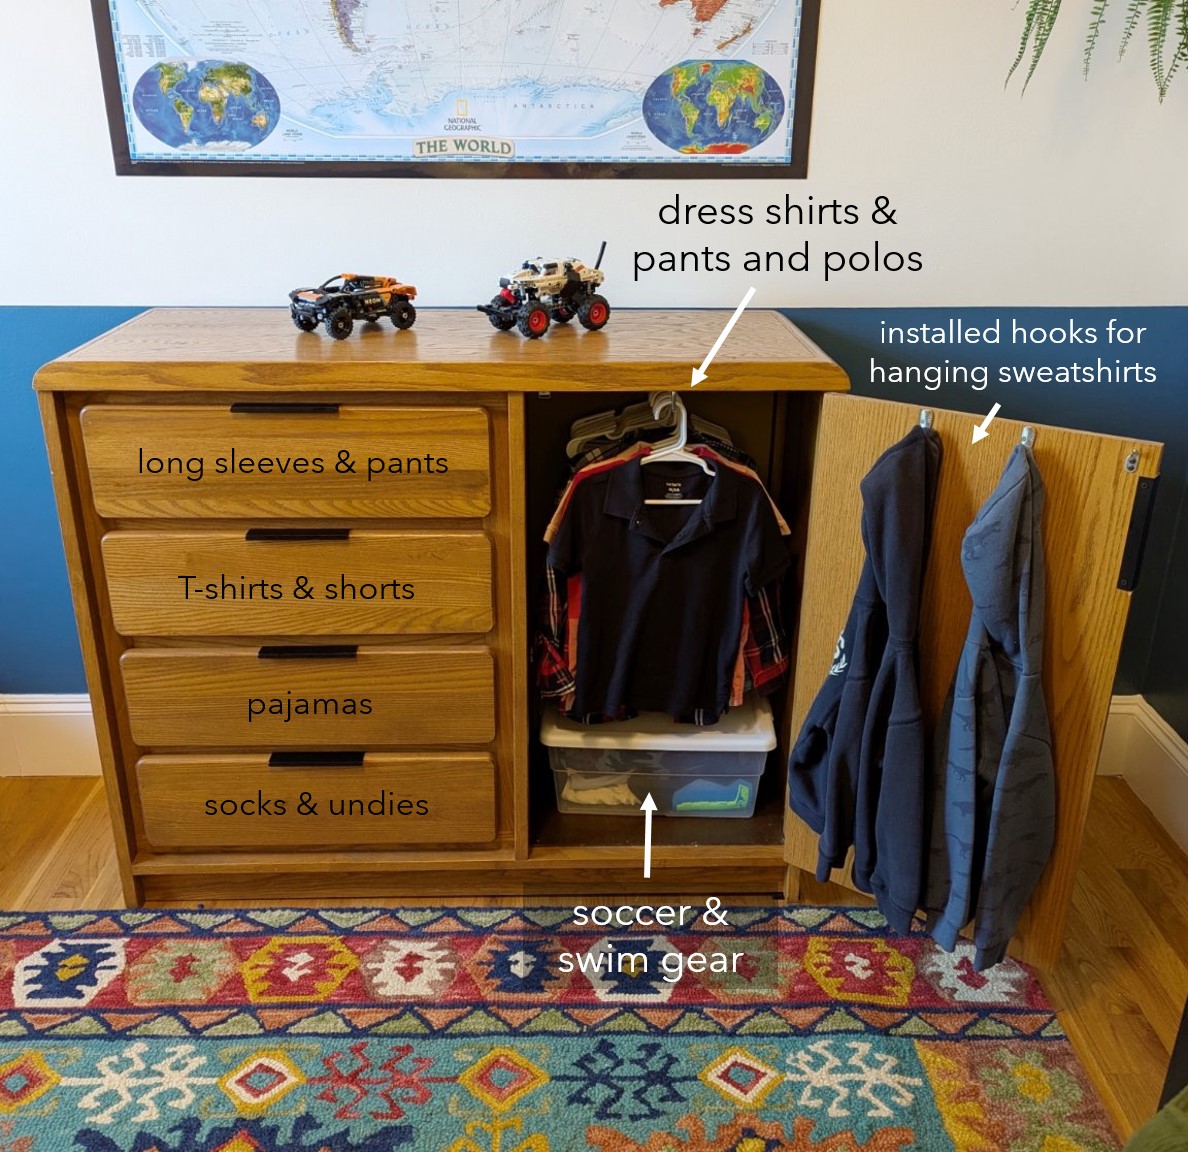 ANTARCTICA
NATIONAL
GEOGRAPHIC
THE WORLD
dress shirts &
pants and polos
installed hooks for
hanging sweatshirts
NEOM
long sleeves & pants
T-shirts & shorts
pajamas
socks & undies
soccer &
swim gear